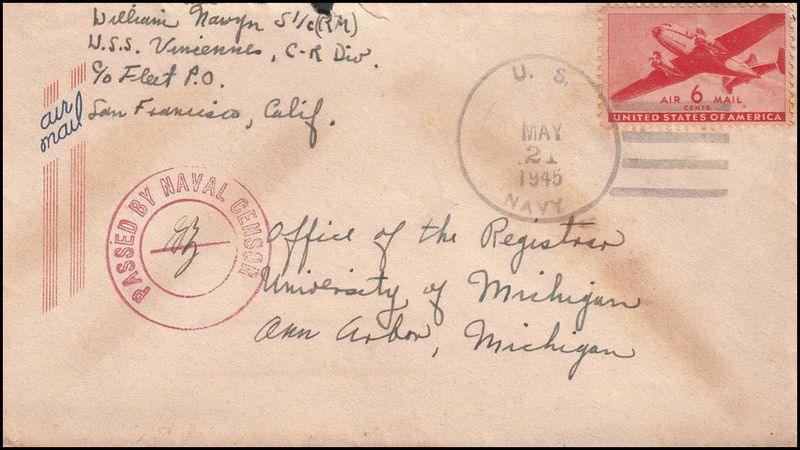 William Nawyn S1/c(RM)
U.S.S. Vincennes, C-R Div.
c/o Fleet P.O.
San Francisco, Calif.
air
mail
U. S.
MAY
21
1945
NAVY
AIR 6 MAIL
CENTS
UNITED STATES OF AMERICA
PASSED BY NAVAL CENSOR
Office of the Registrar
University of Michigan
Ann Arbor, Michigan